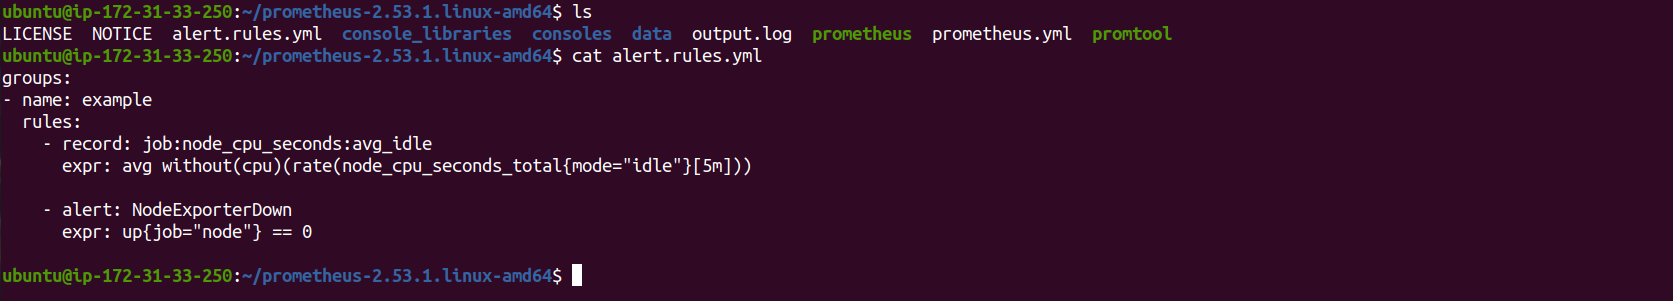 ubuntu@ip-172-31-33-250:~/prometheus-2.53.1.linux-amd64$ ls
LICENSE  NOTICE  alert.rules.yml  console_libraries  consoles  data  output.log  prometheus  prometheus.yml  promtool
ubuntu@ip-172-31-33-250:~/prometheus-2.53.1.linux-amd64$ cat alert.rules.yml
groups:
- name: example
  rules:
    - record: job:node_cpu_seconds:avg_idle
      expr: avg without(cpu)(rate(node_cpu_seconds_total{mode="idle"}[5m]))
    - alert: NodeExporterDown
      expr: up{job="node"} == 0
ubuntu@ip-172-31-33-250:~/prometheus-2.53.1.linux-amd64$